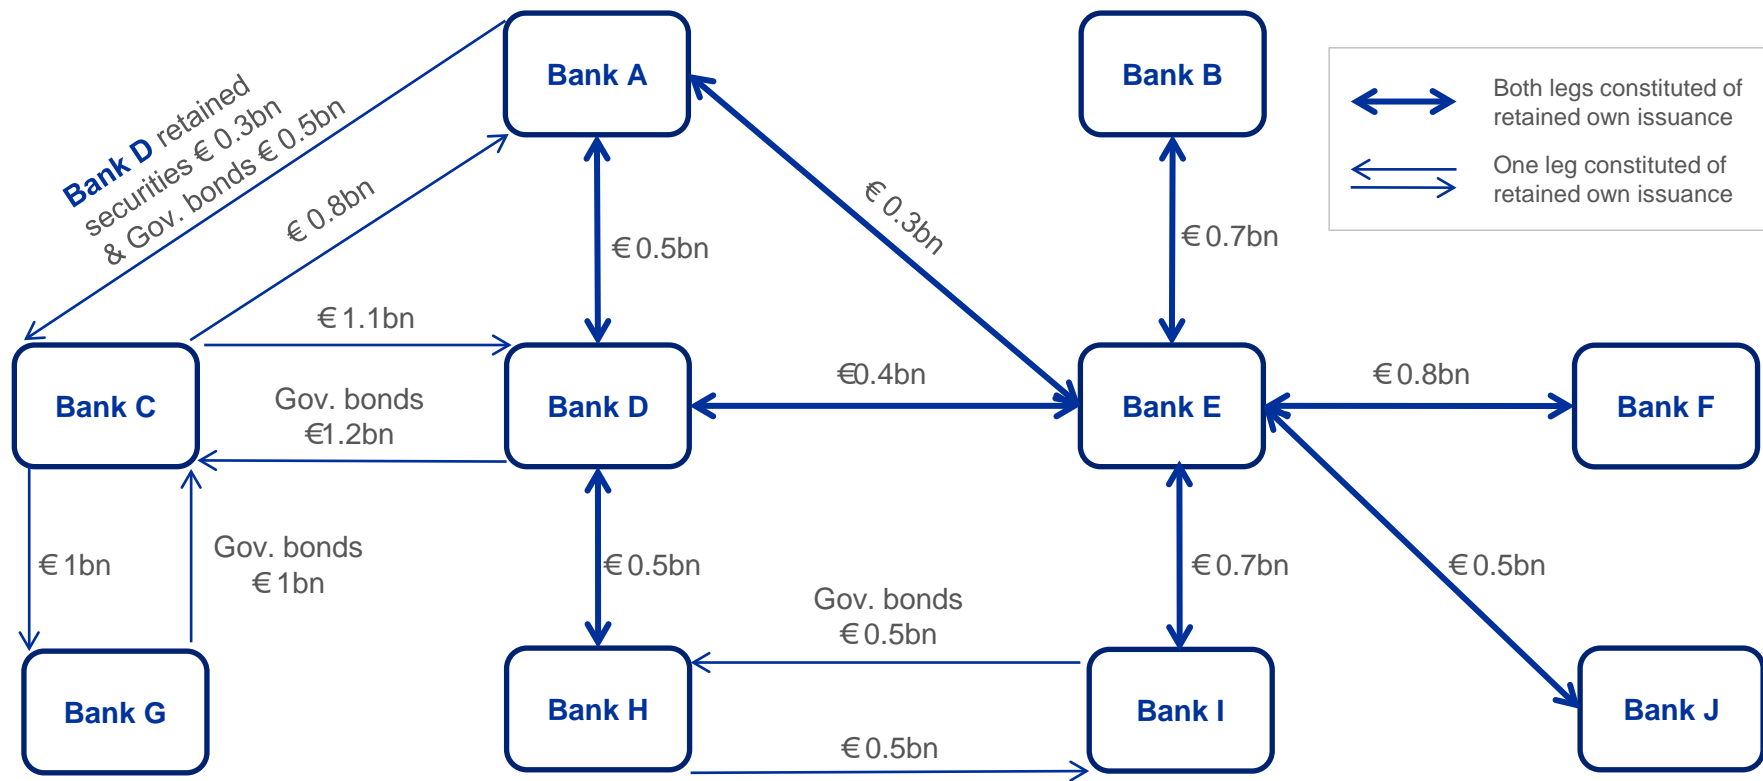 Bank A
Bank B
Both legs constituted of
retained own issuance
One leg constituted of
retained own issuance
Bank D retained
securities € 0.3bn
& Gov. bonds € 0.5bn
€ 0.8bn
€ 0.5bn
€ 0.3bn
€ 0.7bn
€ 1.1bn
Bank C
Gov. bonds
€1.2bn
Bank D
€0.4bn
Bank E
€ 0.8bn
Bank F
€ 1bn
Gov. bonds
€ 1bn
€ 0.5bn
€ 0.7bn
€ 0.5bn
Gov. bonds
€ 0.5bn
Bank G
Bank H
Bank I
Bank J
€ 0.5bn